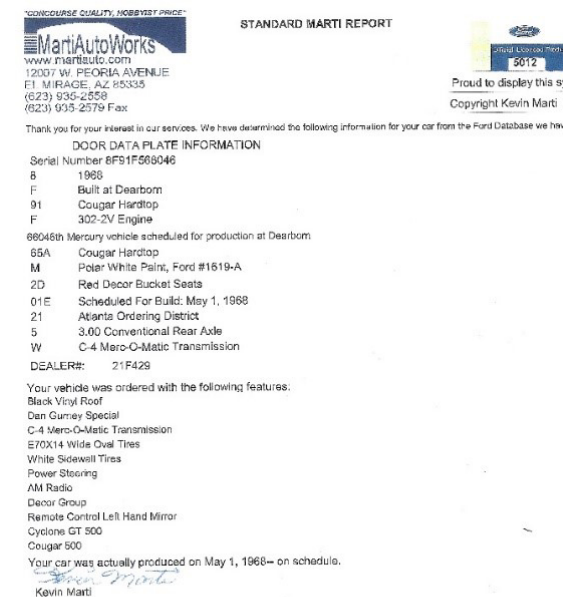 "CONCOURSE QUALITY, HOBBYIST PRICE"
MartiAutoWorks
www.martiauto.com
12007 W. PEORIA AVENUE
EL MIRAGE, AZ 85335
(623) 935-2558
(623) 935-2579 Fax
STANDARD MARTI REPORT
Ford
Official Licensed Prod
5012
Proud to display this sy
Copyright Kevin Marti
Thank you for your interest in our services. We have determined the following information for your car from the Ford Database we hav
DOOR DATA PLATE INFORMATION
Serial Number 8F91F566046
8 1968
F Built at Dearborn
91 Cougar Hardtop
F 302-2V Engine
66046th Mercury vehicle scheduled for production at Dearborn
65A Cougar Hardtop
M Polar White Paint, Ford #1619-A
2D Red Decor Bucket Seats
01E Scheduled For Build: May 1, 1968
21 Atlanta Ordering District
5 3.00 Conventional Rear Axle
W C-4 Merc-O-Matic Transmission
DEALER#: 21F429
Your vehicle was ordered with the following features:
Black Vinyl Roof
Dan Gurney Special
C-4 Merc-O-Matic Transmission
E70X14 Wide Oval Tires
White Sidewall Tires
Power Steering
AM Radio
Decor Group
Remote Control Left Hand Mirror
Cyclone GT 500
Cougar 500
Your car was actually produced on May 1, 1968-- on schedule.
Kevin Marti
Kevin Marti